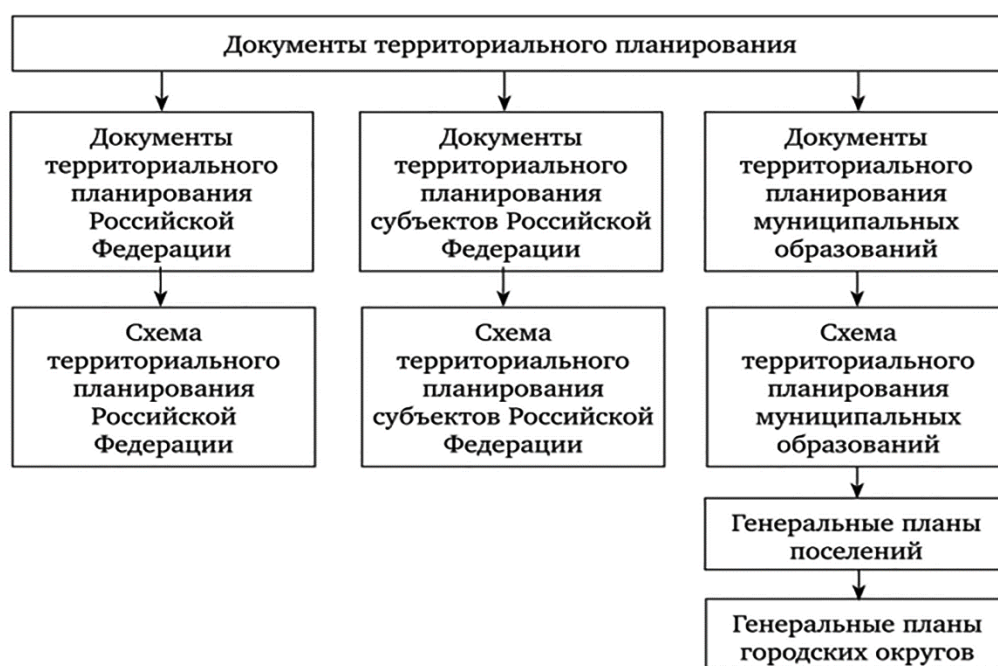 Документы территориального планирования
Документы
территориального
планирования
Российской
Федерации
Документы
территориального
планирования
субъектов Российской
Федерации
Документы
территориального
планирования
муниципальных
образований
Схема
территориального
планирования
Российской
Федерации
Схема
территориального
планирования
субъектов Российской
Федерации
Схема
территориального
планирования
муниципальных
образований
Генеральные планы
поселений
Генеральные планы
городских округов